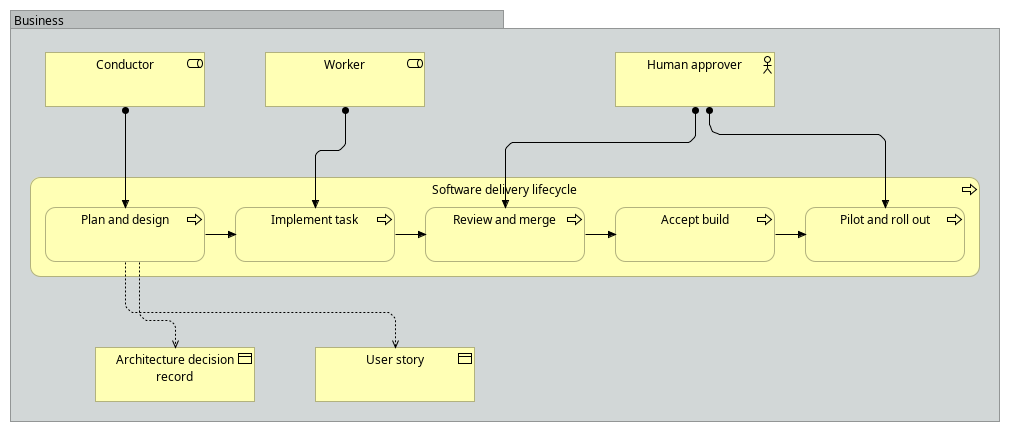 Business
Conductor
Worker
Human approver
Software delivery lifecycle
Plan and design
Implement task
Review and merge
Accept build
Pilot and roll out
Architecture decision
record
User story